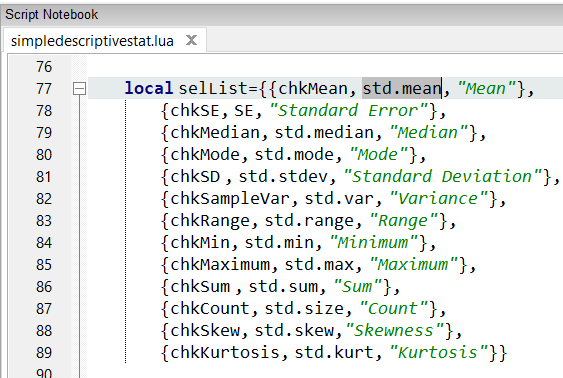 Script Notebook
simpledescriptivestat.lua
76
77 local selList={{chkMean, std.mean, "Mean"},
78 {chkSE, SE, "Standard Error"},
79 {chkMedian, std.median, "Median"},
80 {chkMode, std.mode, "Mode"},
81 {chkSD , std.stdev, "Standard Deviation"},
82 {chkSampleVar, std.var, "Variance"},
83 {chkRange, std.range, "Range"},
84 {chkMin, std.min, "Minimum"},
85 {chkMaximum, std.max, "Maximum"},
86 {chkSum , std.sum, "Sum"},
87 {chkCount, std.size, "Count"},
88 {chkSkew, std.skew,"Skewness"},
89 {chkKurtosis, std.kurt, "Kurtosis"}}
90